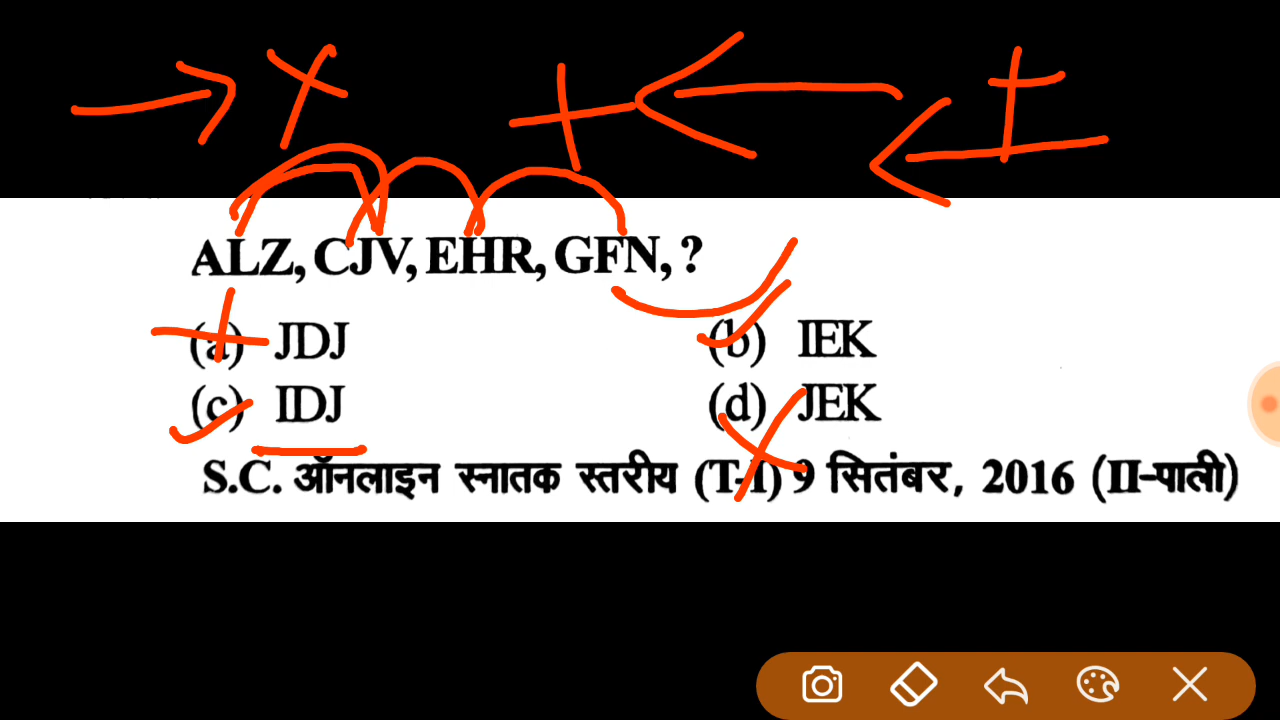 ALZ, CJV, EHR, GFN, ?
(a) JDJ (b) IEK
(c) IDJ (d) JEK
S.C. ऑनलाइन स्नातक स्तरीय (T-I) 9 सितंबर, 2016 (II-पाली)